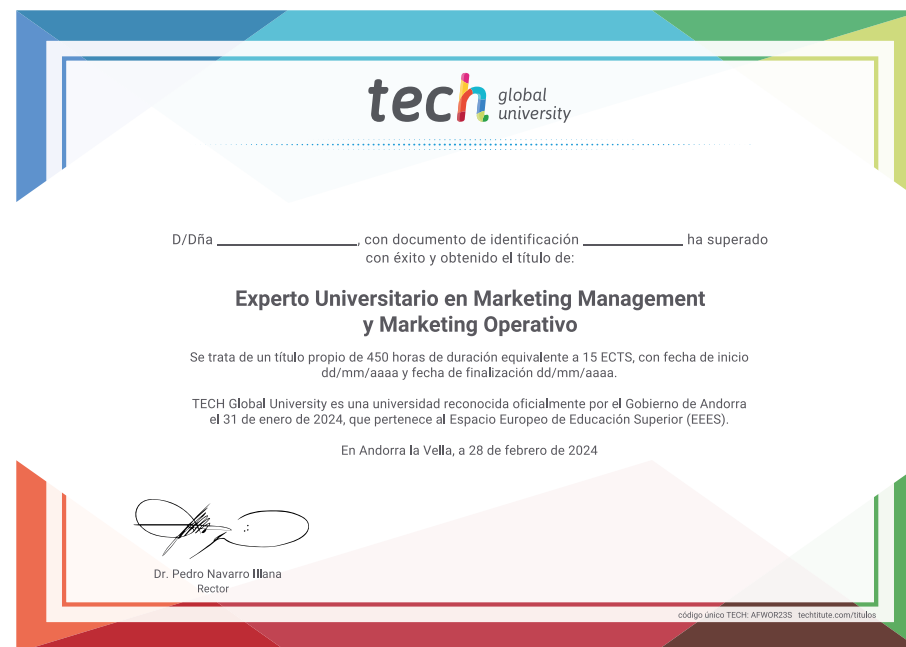 tech global
university
D/Dña ______________, con documento de identificación __________ ha superado
con éxito y obtenido el título de:
Experto Universitario en Marketing Management
y Marketing Operativo
Se trata de un título propio de 450 horas de duración equivalente a 15 ECTS, con fecha de inicio
dd/mm/aaaa y fecha de finalización dd/mm/aaaa.
TECH Global University es una universidad reconocida oficialmente por el Gobierno de Andorra
el 31 de enero de 2024, que pertenece al Espacio Europeo de Educación Superior (EEES).
En Andorra la Vella, a 28 de febrero de 2024
Dr. Pedro Navarro Illana
Rector
código único TECH: AFWOR23S techtitute.com/titulos